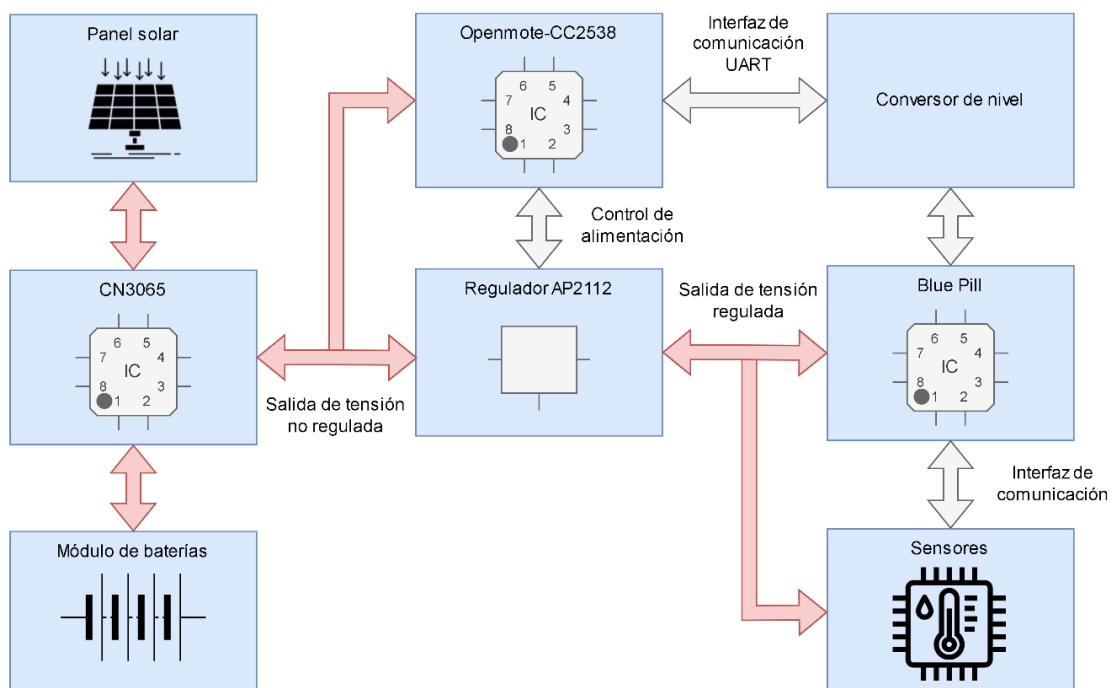 Panel solar
Openmote-CC2538
6 5
7 4
IC
8 3
1 2
Interfaz de
comunicación
UART
Conversor de nivel
Control de
alimentación
CN3065
6 5
7 4
IC
8 3
1 2
Salida de tensión
no regulada
Regulador AP2112
Salida de tensión
regulada
Blue Pill
6 5
7 4
IC
8 3
1 2
Interfaz de
comunicación
Módulo de baterías
Sensores